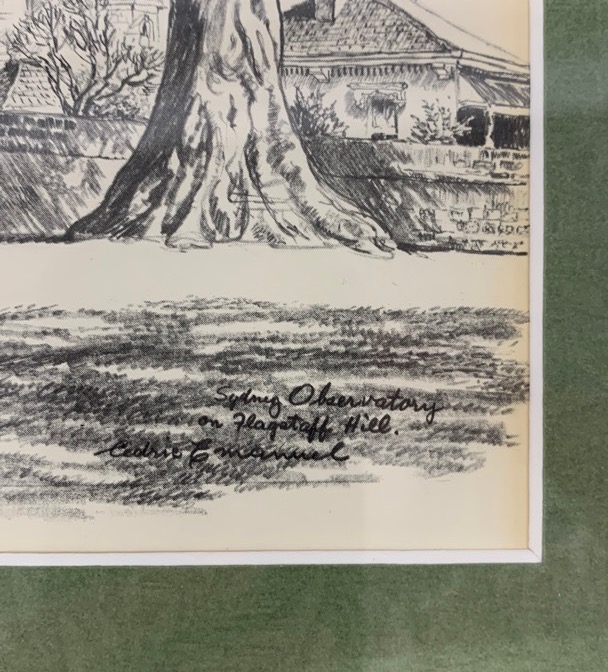 Sydney Observatory
on Flagstaff Hill.
Cedric Emanuel